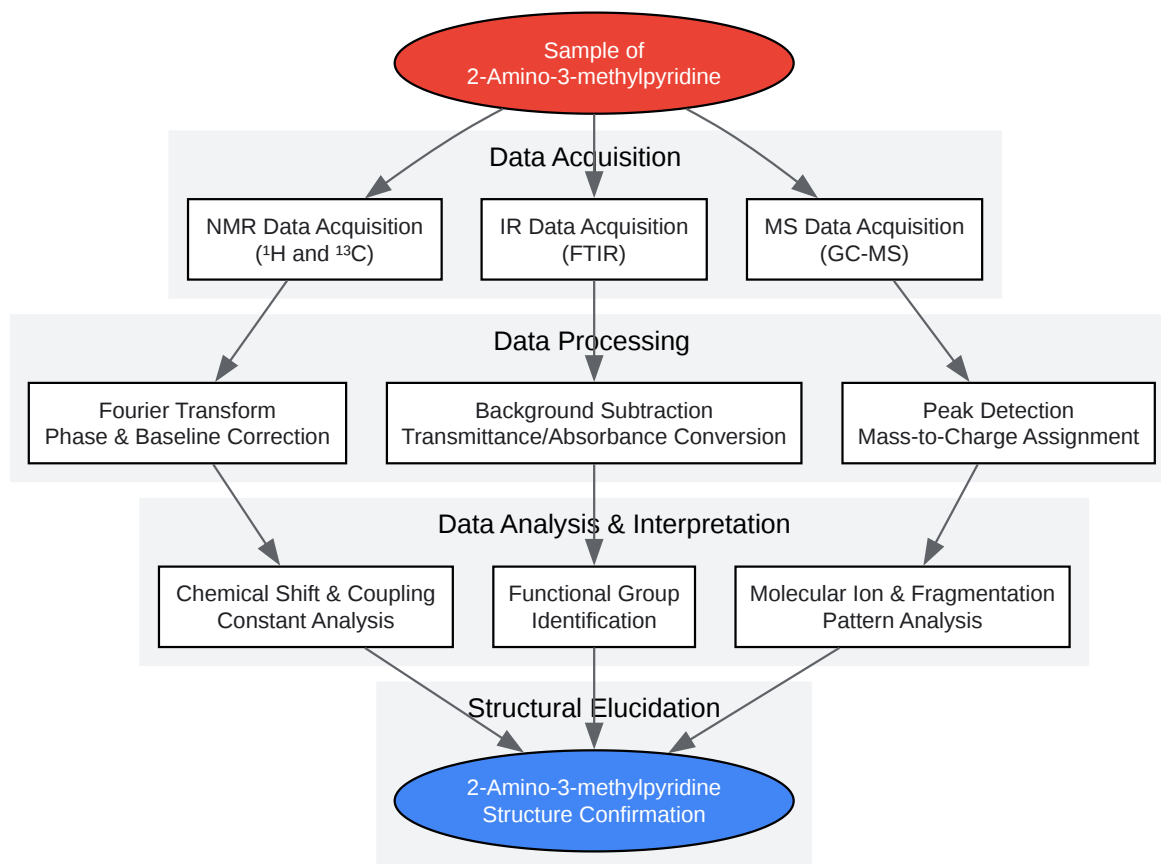 Sample of
2-Amino-3-methylpyridine
Data Acquisition
NMR Data Acquisition
(¹H and ¹³C)
IR Data Acquisition
(FTIR)
MS Data Acquisition
(GC-MS)
Data Processing
Fourier Transform
Phase & Baseline Correction
Background Subtraction
Transmittance/Absorbance Conversion
Peak Detection
Mass-to-Charge Assignment
Data Analysis & Interpretation
Chemical Shift & Coupling
Constant Analysis
Functional Group
Identification
Molecular Ion & Fragmentation
Pattern Analysis
Structural Elucidation
2-Amino-3-methylpyridine
Structure Confirmation